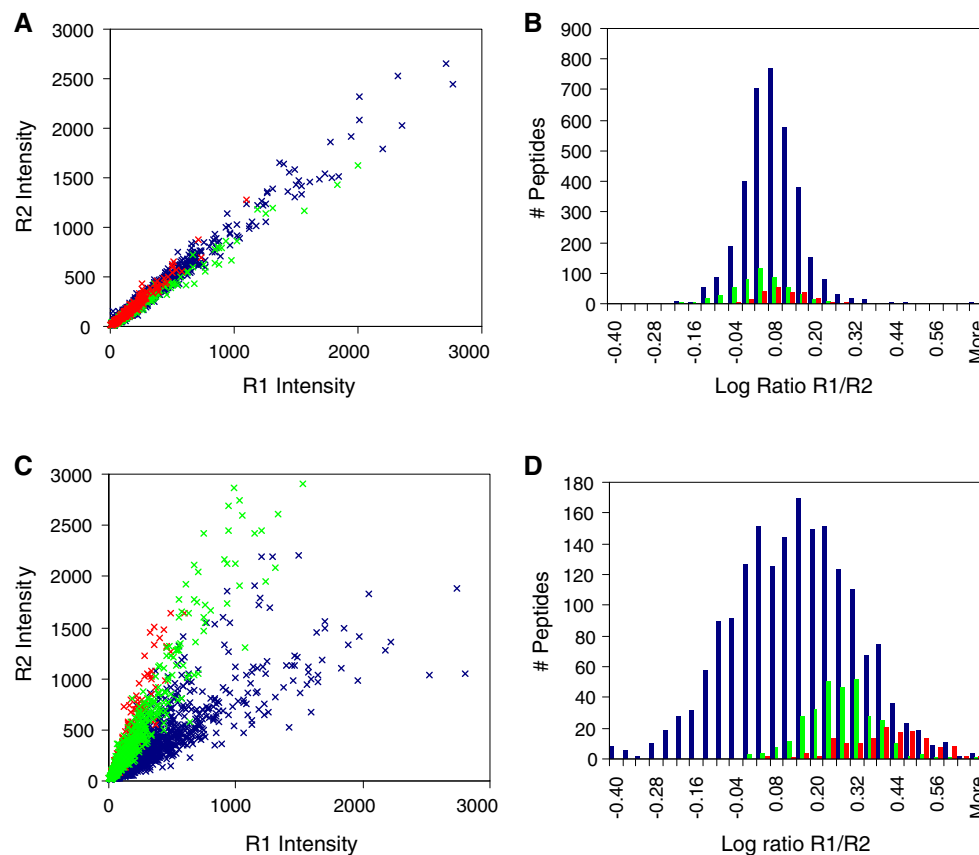 A
3000
2500
2000
1500
1000
500
0
R2 Intensity
0 1000 2000 3000
R1 Intensity
B
900
800
700
600
500
400
300
200
100
0
# Peptides
-0.40 -0.28 -0.16 -0.04 0.08 0.20 0.32 0.44 0.56 More
Log Ratio R1/R2
C
3000
2500
2000
1500
1000
500
0
R2 Intensity
0 1000 2000 3000
R1 Intensity
D
180
160
140
120
100
80
60
40
20
0
# Peptides
-0.40 -0.28 -0.16 -0.04 0.08 0.20 0.32 0.44 0.56 More
Log ratio R1/R2